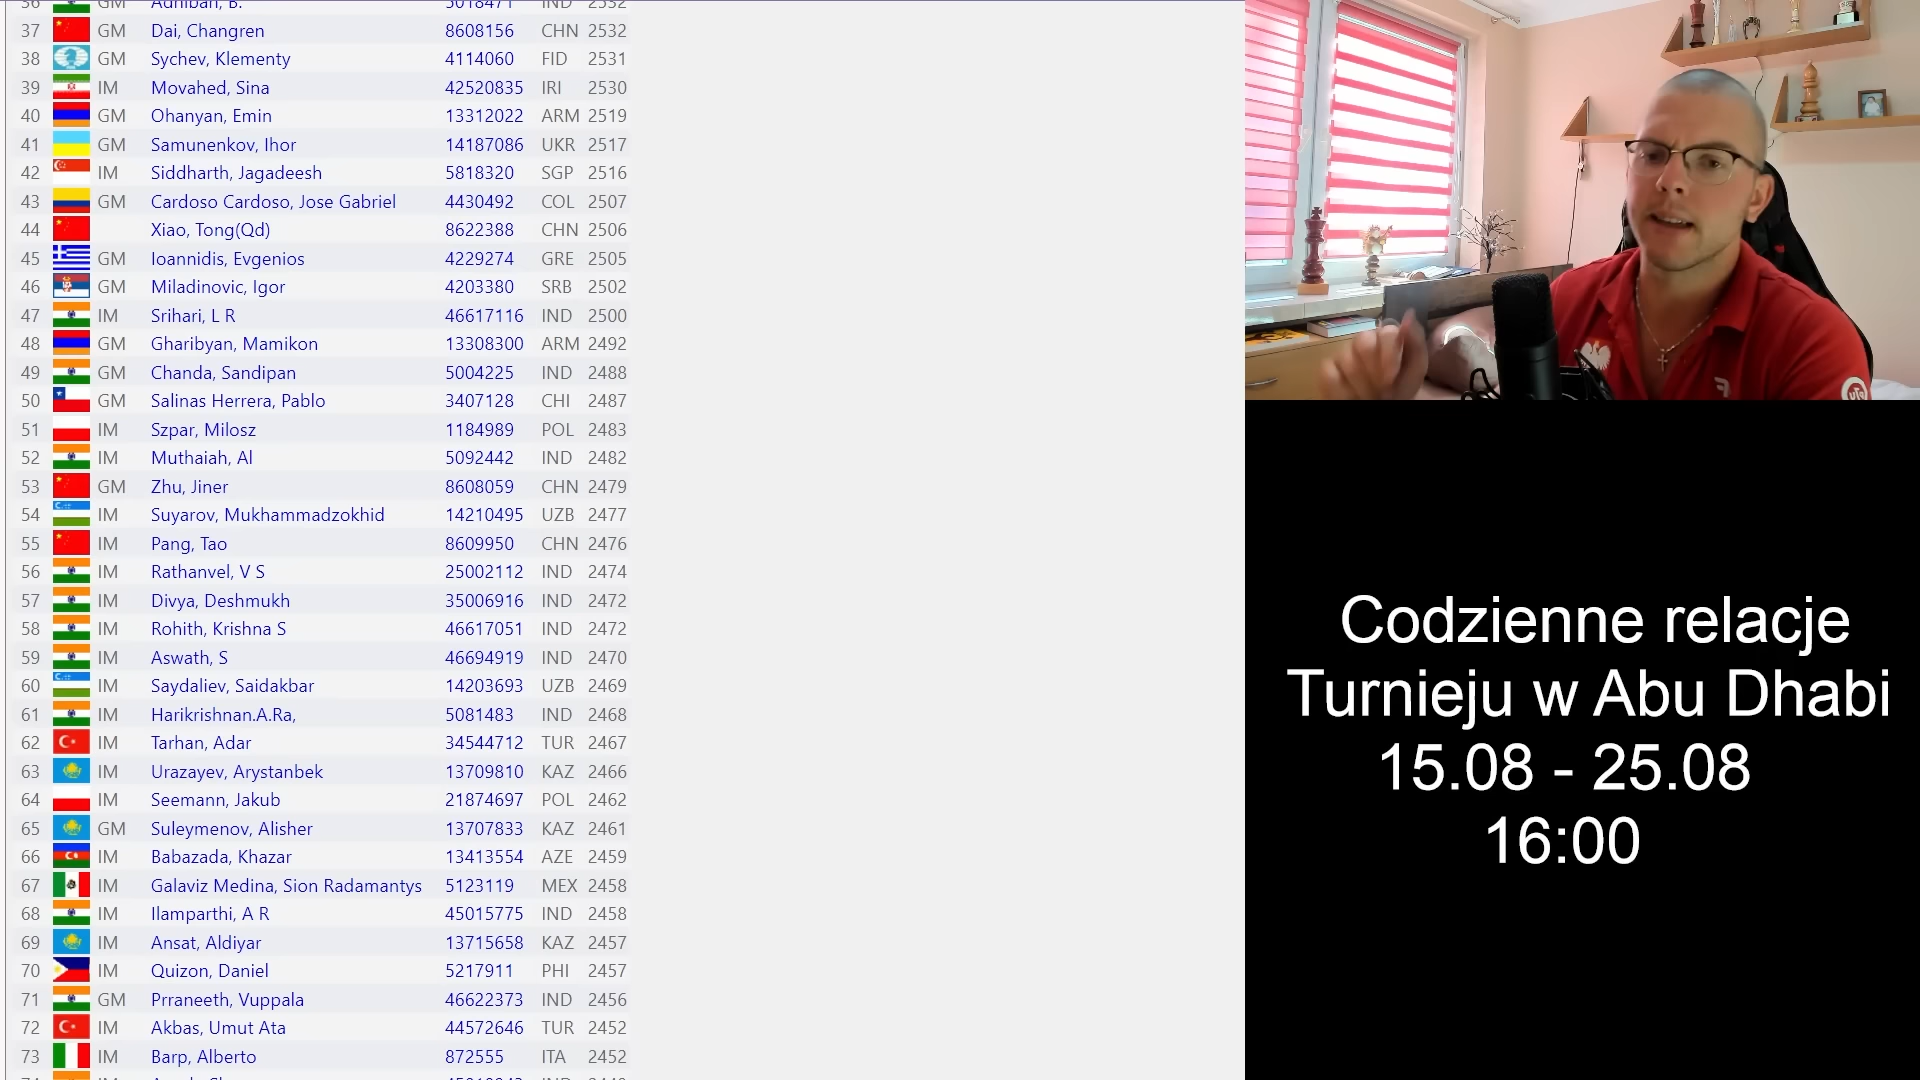 36 GM Adhiban, B. 5018471 IND 2532
37 GM Dai, Changren 8608156 CHN 2532
38 GM Sychev, Klementy 4114060 FID 2531
39 IM Movahed, Sina 42520835 IRI 2530
40 GM Ohanyan, Emin 13312022 ARM 2519
41 GM Samunenkov, Ihor 14187086 UKR 2517
42 IM Siddharth, Jagadeesh 5818320 SGP 2516
43 GM Cardoso Cardoso, Jose Gabriel 4430492 COL 2507
44 Xiao, Tong(Qd) 8622388 CHN 2506
45 GM Ioannidis, Evgenios 4229274 GRE 2505
46 GM Miladinovic, Igor 4203380 SRB 2502
47 IM Srihari, L R 46617116 IND 2500
48 GM Gharibyan, Mamikon 13308300 ARM 2492
49 GM Chanda, Sandipan 5004225 IND 2488
50 GM Salinas Herrera, Pablo 3407128 CHI 2487
51 IM Szpar, Milosz 1184989 POL 2483
52 IM Muthaiah, Al 5092442 IND 2482
53 GM Zhu, Jiner 8608059 CHN 2479
54 IM Suyarov, Mukhammadzokhid 14210495 UZB 2477
55 IM Pang, Tao 8609950 CHN 2476
56 IM Rathanvel, V S 25002112 IND 2474
57 IM Divya, Deshmukh 35006916 IND 2472
58 IM Rohith, Krishna S 46617051 IND 2472
59 IM Aswath, S 46694919 IND 2470
60 IM Saydaliev, Saidakbar 14203693 UZB 2469
61 IM Harikrishnan.A.Ra, 5081483 IND 2468
62 IM Tarhan, Adar 34544712 TUR 2467
63 IM Urazayev, Arystanbek 13709810 KAZ 2466
64 IM Seemann, Jakub 21874697 POL 2462
65 GM Suleymenov, Alisher 13707833 KAZ 2461
66 IM Babazada, Khazar 13413554 AZE 2459
67 IM Galaviz Medina, Sion Radamantys 5123119 MEX 2458
68 IM Ilamparthi, A R 45015775 IND 2458
69 IM Ansat, Aldiyar 13715658 KAZ 2457
70 IM Quizon, Daniel 5217911 PHI 2457
71 GM Prraneeth, Vuppala 46622373 IND 2456
72 IM Akbas, Umut Ata 44572646 TUR 2452
73 IM Barp, Alberto 872555 ITA 2452
Codzienne relacje
Turnieju w Abu Dhabi
15.08 - 25.08
16:00